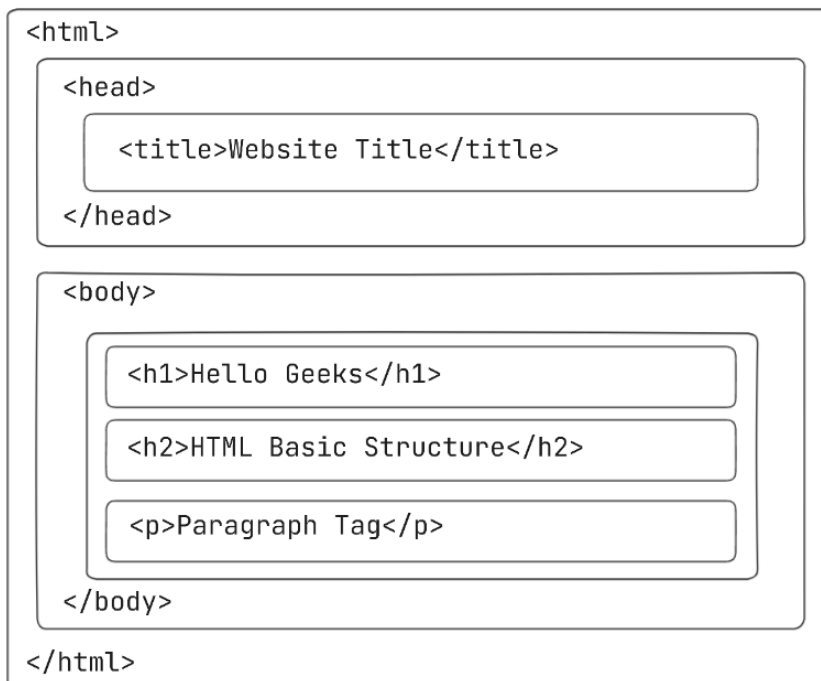 <html>
<head>
<title>Website Title</title>
</head>
<body>
<h1>Hello Geeks</h1>
<h2>HTML Basic Structure</h2>
<p>Paragraph Tag</p>
</body>
</html>